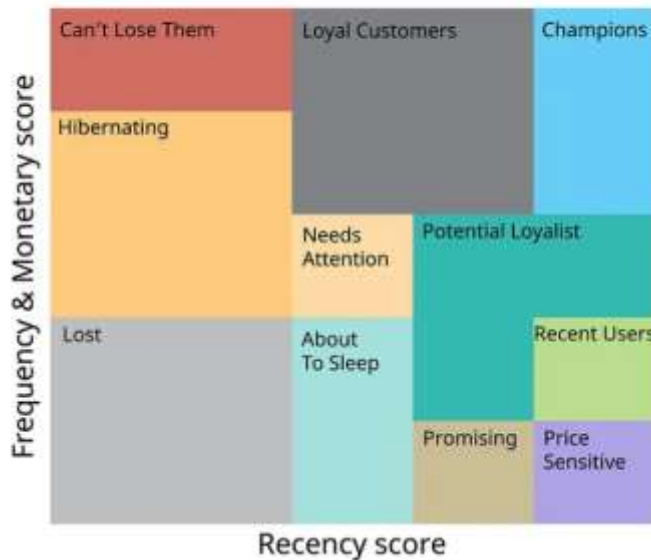 Can't Lose Them
Loyal Customers
Champions
Hibernating
Needs
Attention
Potential Loyalist
Lost
About
To Sleep
Recent Users
Promising
Price
Sensitive
Frequency & Monetary score
Recency score